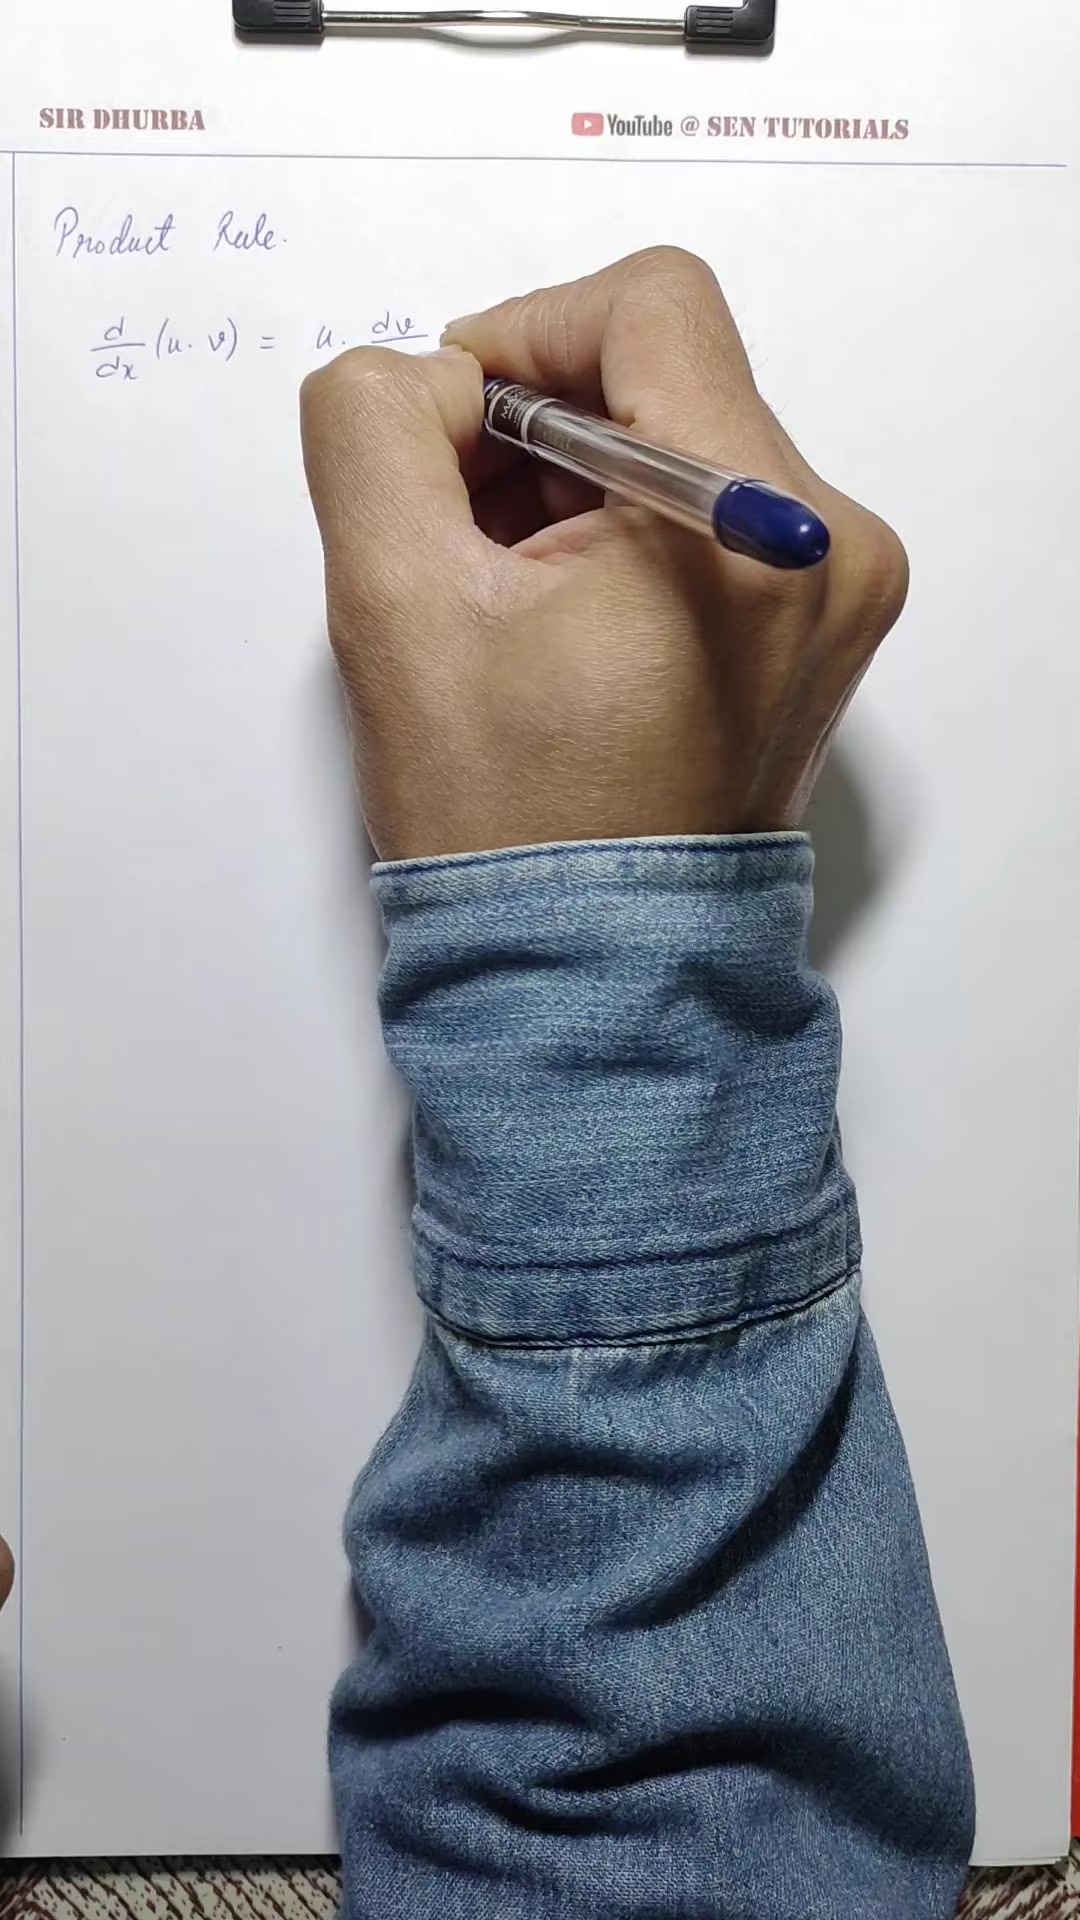 SIR DHURBA
YouTube @ SEN TUTORIALS
Product Rule.
d/dx (u. v) = u. dv